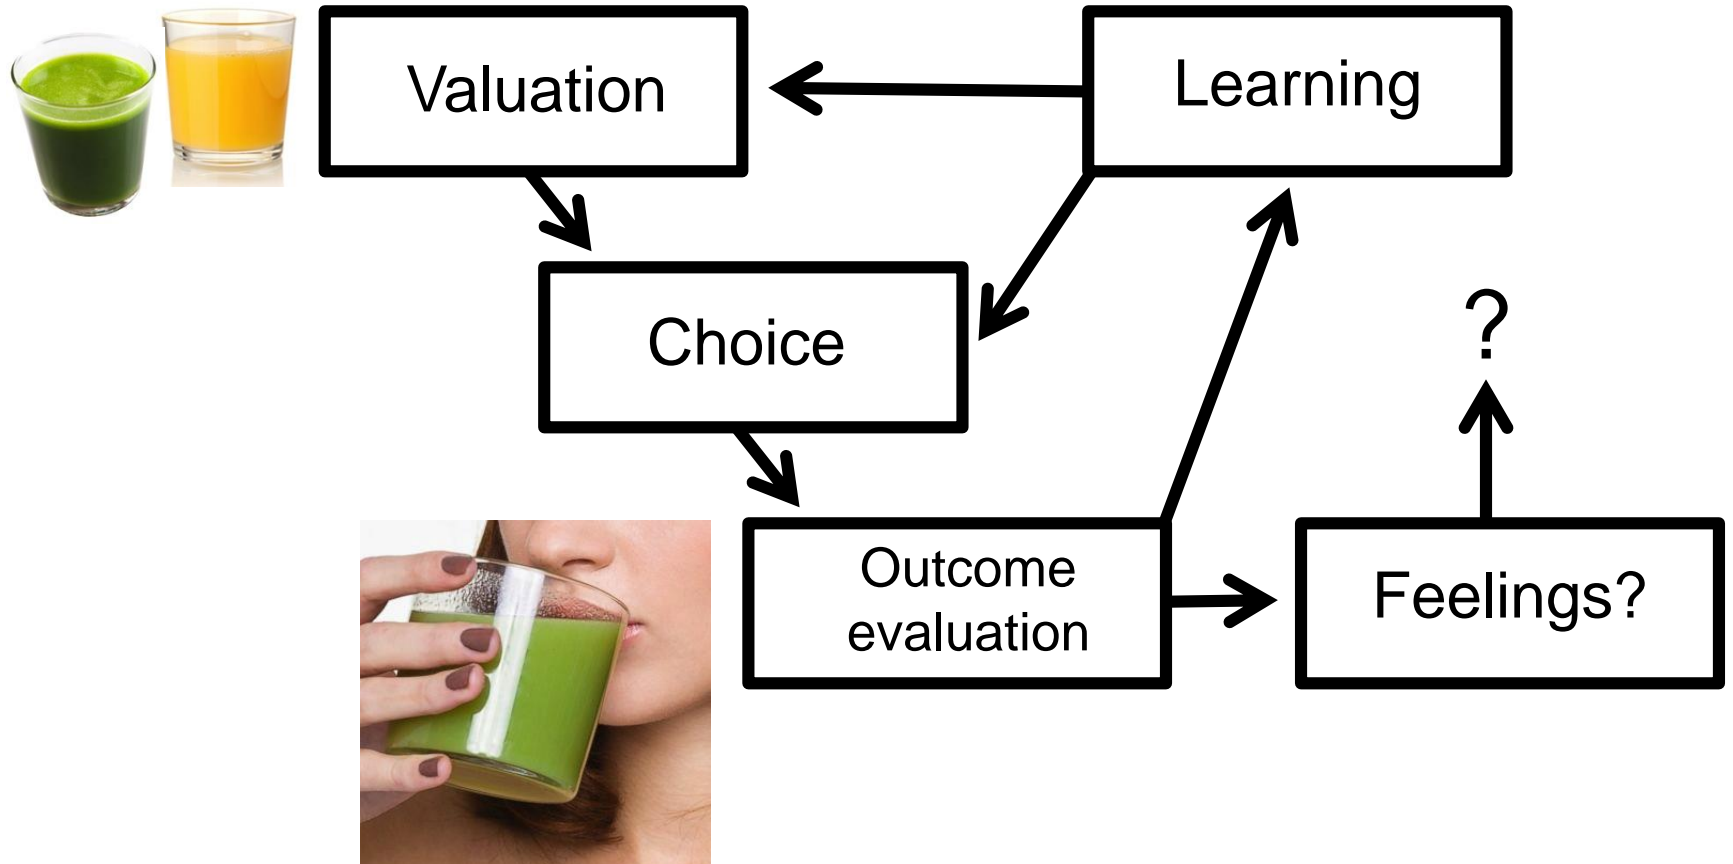 Valuation
Learning
Choice
?
Outcome
evaluation
Feelings?